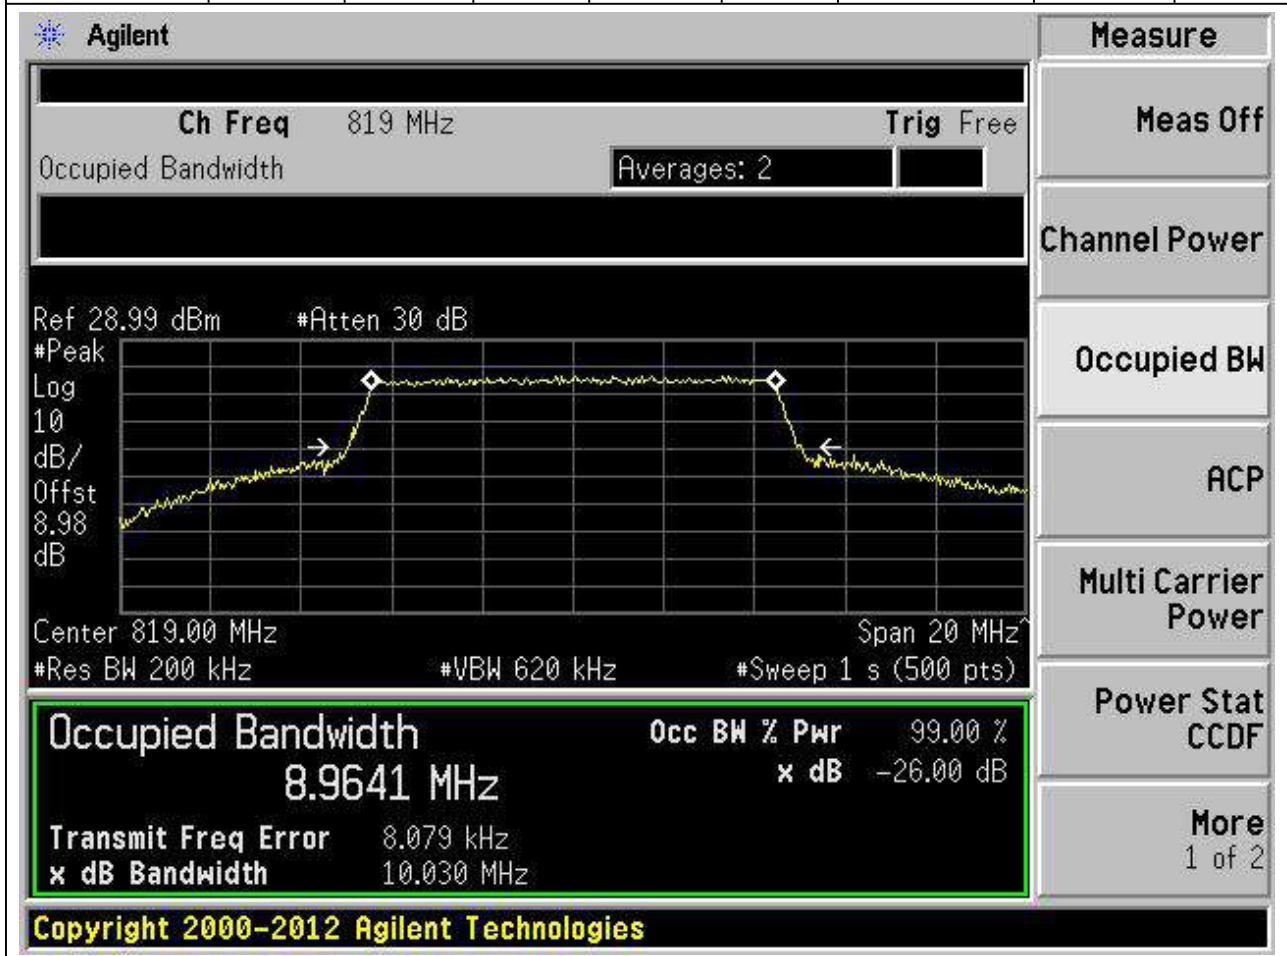 Agilent
Measure
Ch Freq 819 MHz Trig Free
Occupied Bandwidth Averages: 2
Meas Off
Channel Power
Occupied BW
ACP
Multi Carrier
Power
Power Stat
CCDF
More
1 of 2
Ref 28.99 dBm #Atten 30 dB
#Peak
Log
10
dB/
Offst
8.98
dB
Center 819.00 MHz Span 20 MHz^
#Res BW 200 kHz #VBW 620 kHz #Sweep 1 s (500 pts)
Occupied Bandwidth
8.9641 MHz
Occ BW % Pwr 99.00 %
x dB -26.00 dB
Transmit Freq Error 8.079 kHz
x dB Bandwidth 10.030 MHz
Copyright 2000-2012 Agilent Technologies